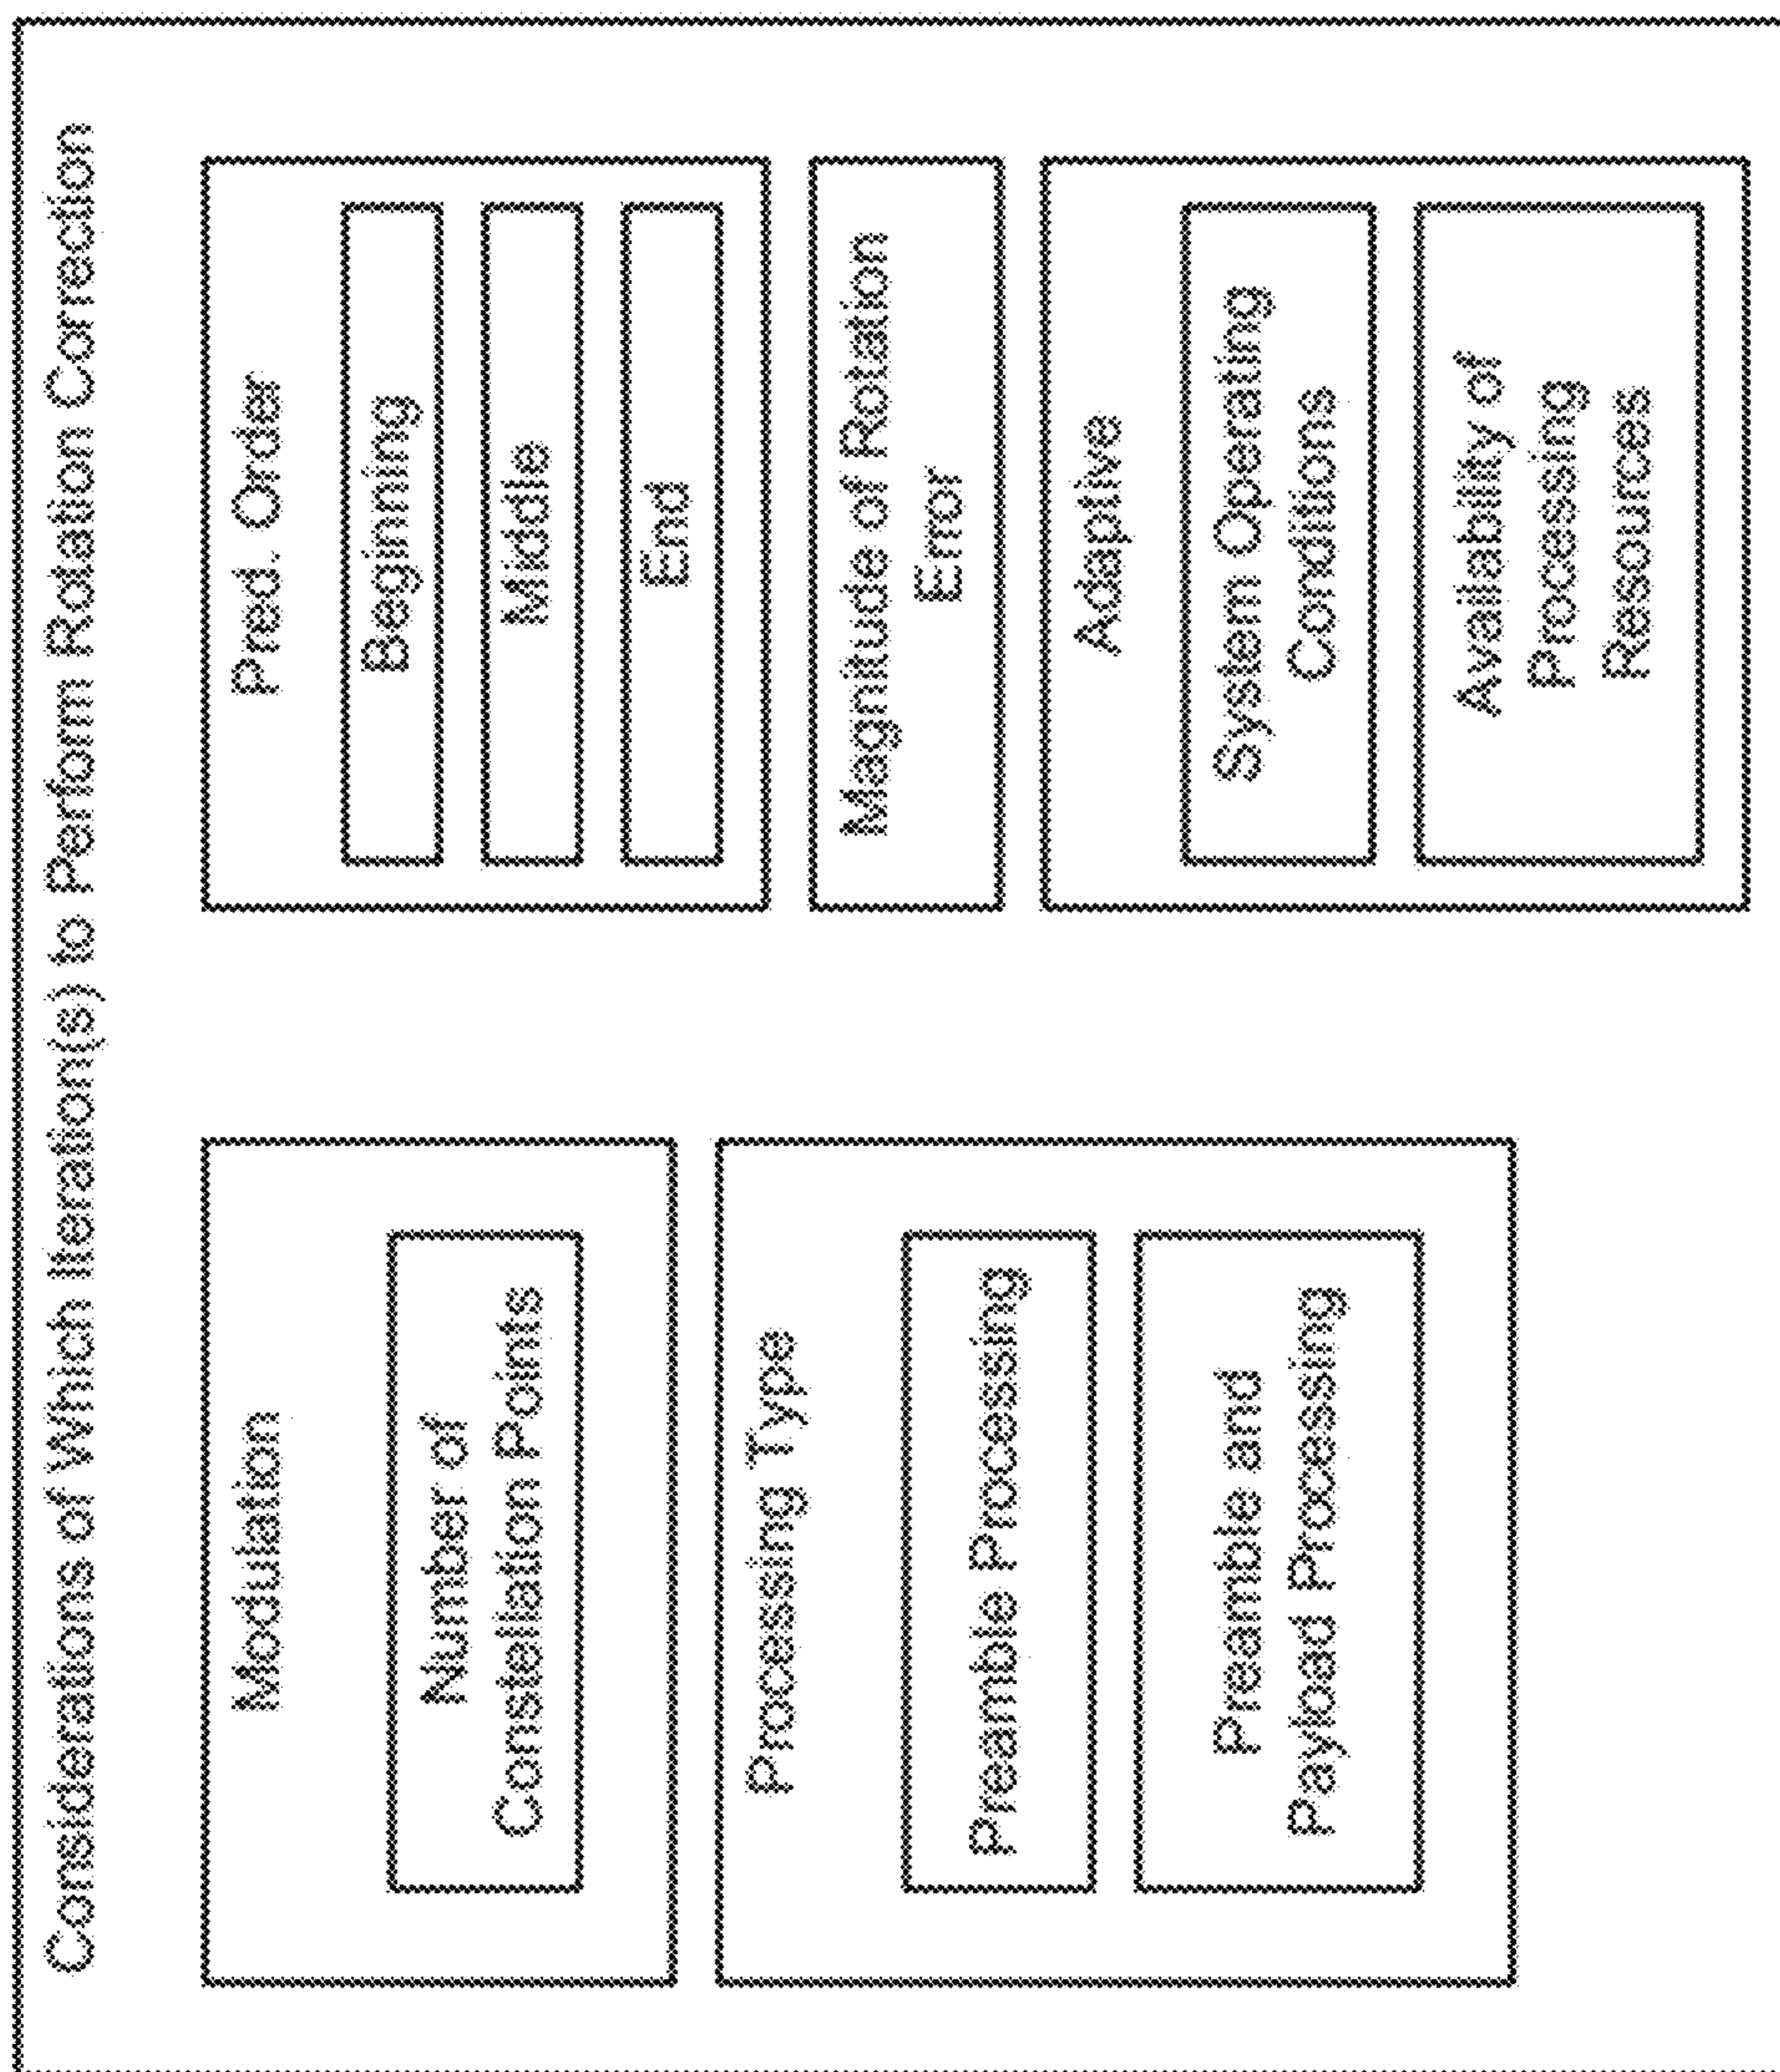 Considerations of Which Iteration(s) to Perform Rotation Correction
Modulation
Number of
Constellation Points
Processing Type
Preamble Processing
Preamble and
Payload Processing
Pred. Order
Beginning
Middle
End
Magnitude of Rotation
Error
Adaptive
System Operating
Conditions
Availability of
Processing
Resources